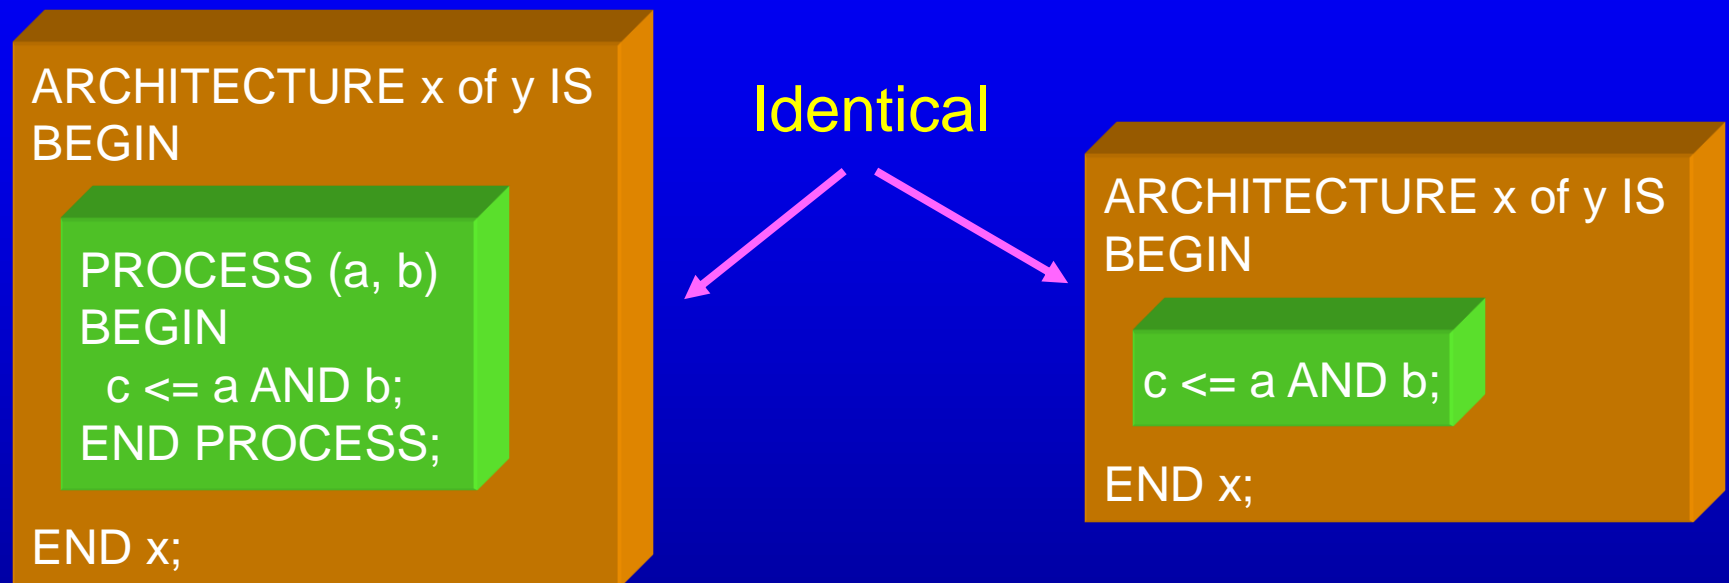 ARCHITECTURE x of y IS
BEGIN
PROCESS (a, b)
BEGIN
c <= a AND b;
END PROCESS;
END x;
Identical
ARCHITECTURE x of y IS
BEGIN
c <= a AND b;
END x;